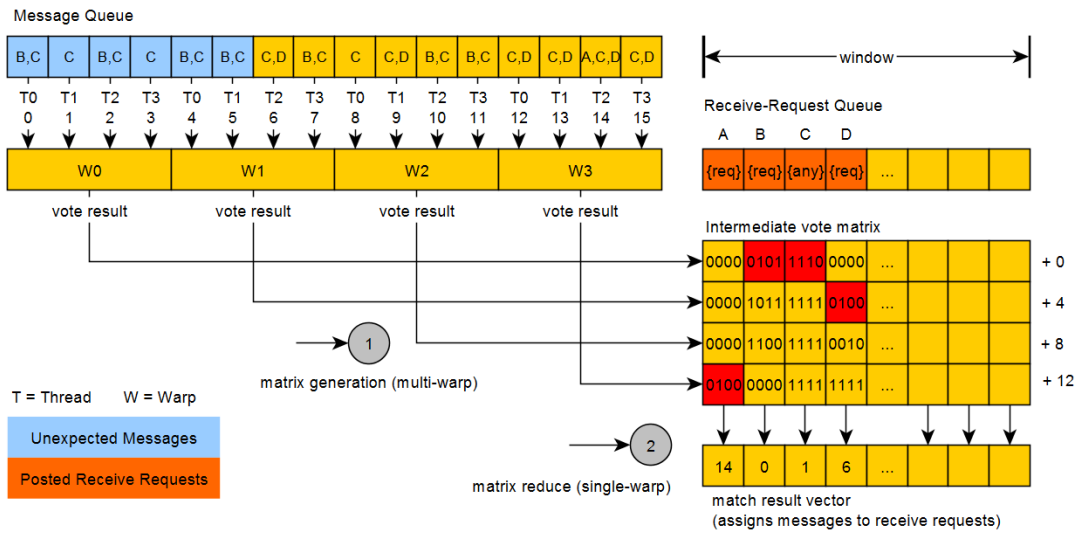 Message Queue
B,C C B,C C B,C B,C C,D B,C C C,D B,C B,C C,D C,D A,C,D C,D
T0 T1 T2 T3 T0 T1 T2 T3 T0 T1 T2 T3 T0 T1 T2 T3
0 1 2 3 4 5 6 7 8 9 10 11 12 13 14 15
W0 W1 W2 W3
vote result vote result vote result vote result
window
Receive-Request Queue
A B C D
{req} {req} {any} {req} ...
Intermediate vote matrix
0000 0101 1110 0000 ... + 0
0000 1011 1111 0100 ... + 4
0000 1100 1111 0010 ... + 8
0100 0000 1111 1111 ... + 12
1
matrix generation (multi-warp)
T = Thread W = Warp
Unexpected Messages
Posted Receive Requests
2
matrix reduce (single-warp)
14 0 1 6 ...
match result vector
(assigns messages to receive requests)